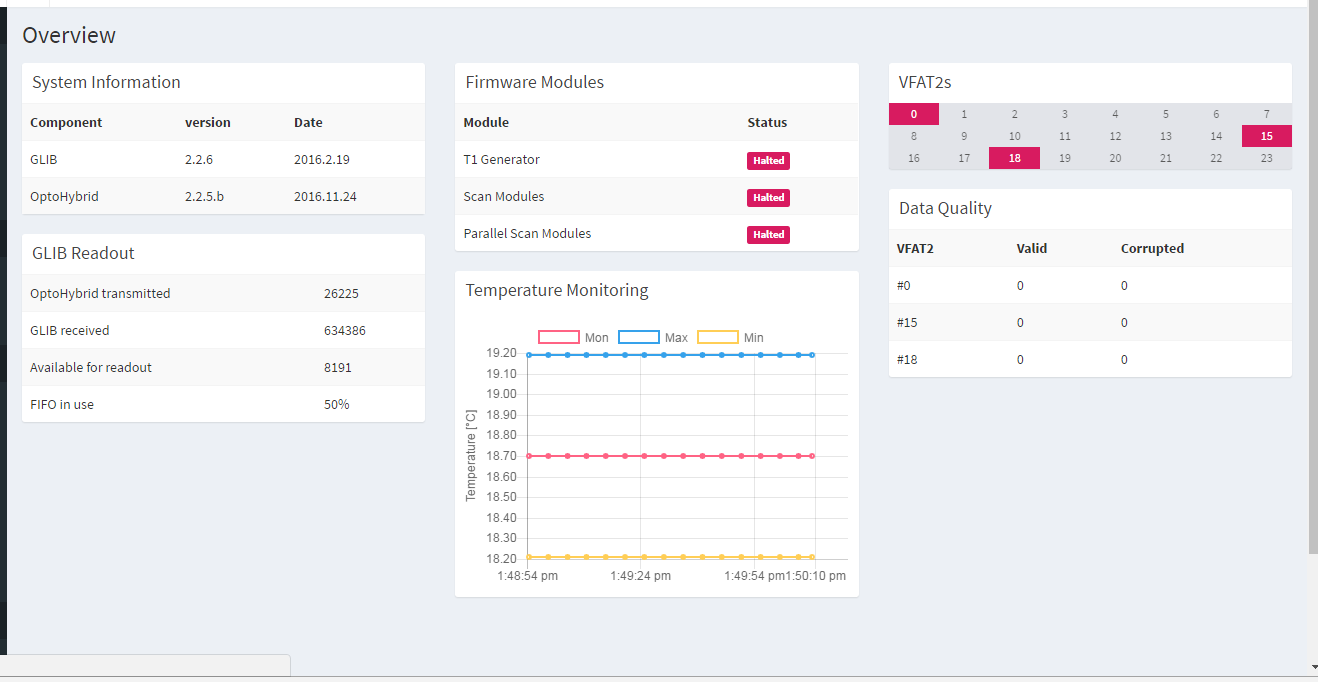 Overview
System Information
Component version Date
GLIB 2.2.6 2016.2.19
OptoHybrid 2.2.5.b 2016.11.24
GLIB Readout
OptoHybrid transmitted 26225
GLIB received 634386
Available for readout 8191
FIFO in use 50%
Firmware Modules
Module Status
T1 Generator Halted
Scan Modules Halted
Parallel Scan Modules Halted
Temperature Monitoring
Mon Max Min
19.20
19.10
19.00
18.90
18.80
18.70
18.60
18.50
18.40
18.30
18.20
Temperature [°C]
1:48:54 pm 1:49:24 pm 1:49:54 pm 1:50:10 pm
VFAT2s
0 1 2 3 4 5 6 7
8 9 10 11 12 13 14 15
16 17 18 19 20 21 22 23
Data Quality
VFAT2 Valid Corrupted
#0 0 0
#15 0 0
#18 0 0